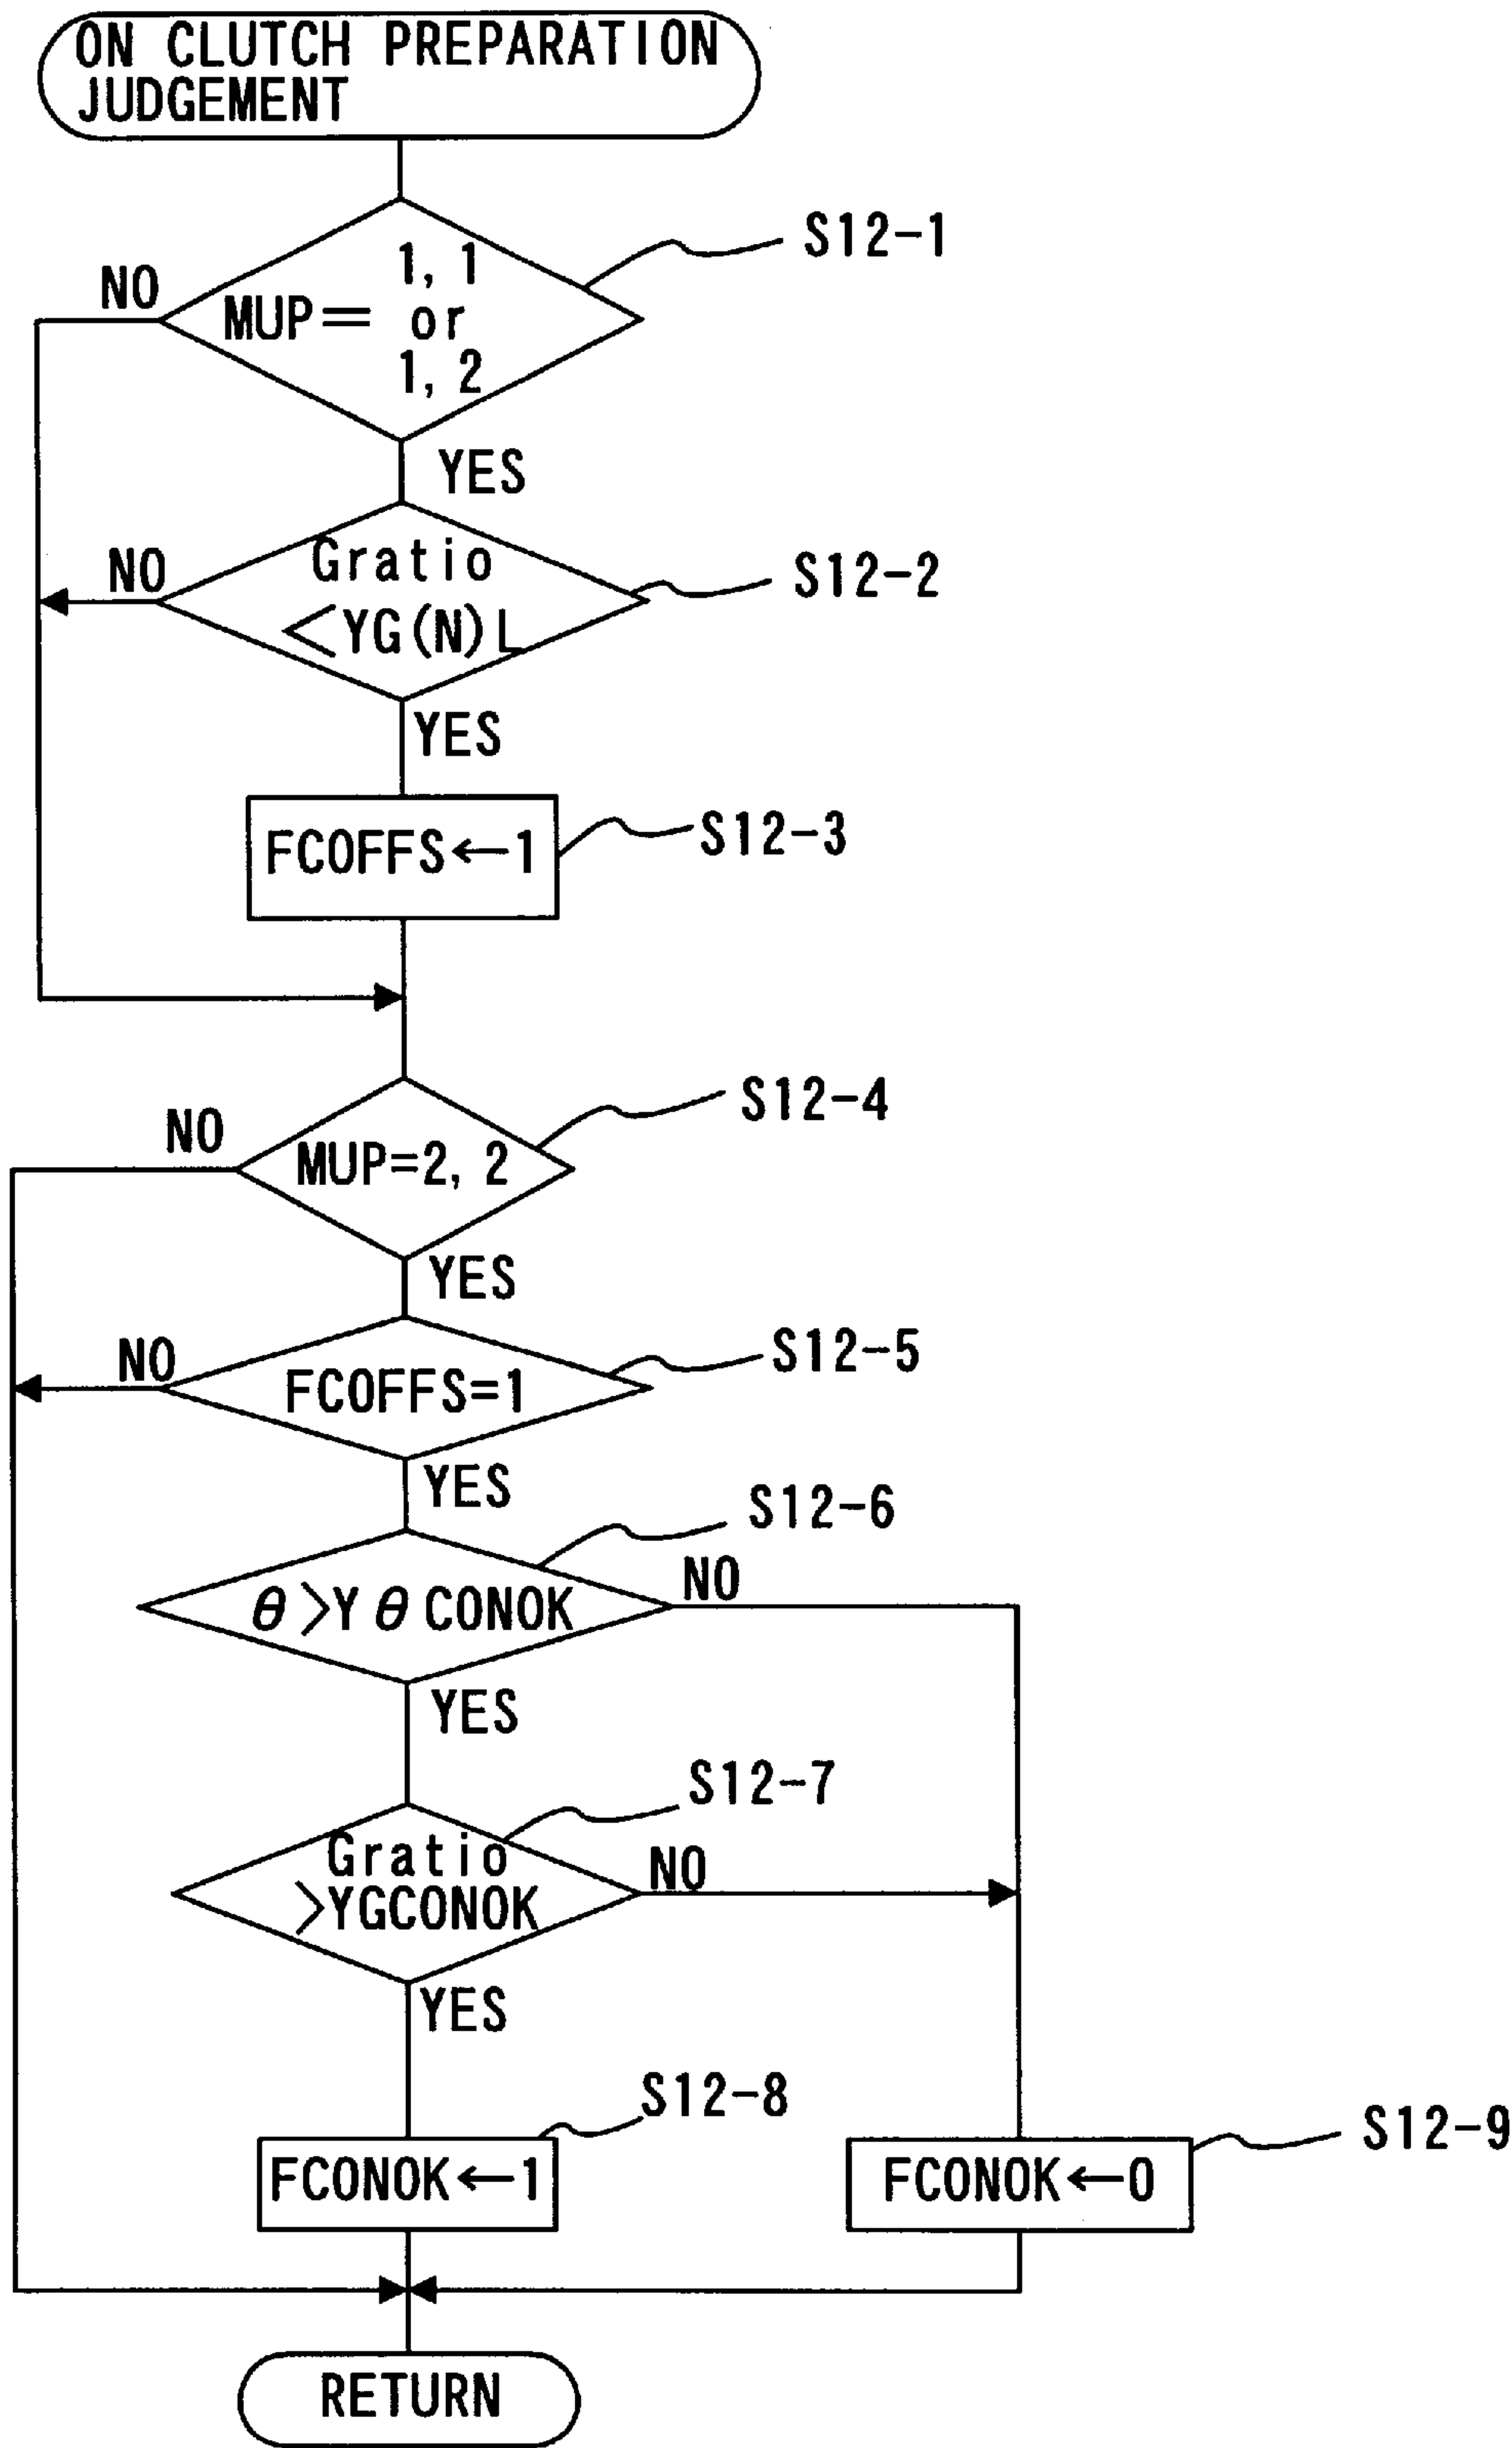 ON CLUTCH PREPARATION
JUDGEMENT
S12-1
NO
1, 1
MUP= or
1, 2
YES
S12-2
NO
Gratio
<YG(N)L
YES
S12-3
FCOFFS←1
S12-4
NO
MUP=2, 2
YES
S12-5
NO
FCOFFS=1
YES
S12-6
NO
θ>YθCONOK
YES
S12-7
Gratio
NO
>YGCONOK
YES
S12-8
S12-9
FCONOK←1
FCONOK←0
RETURN